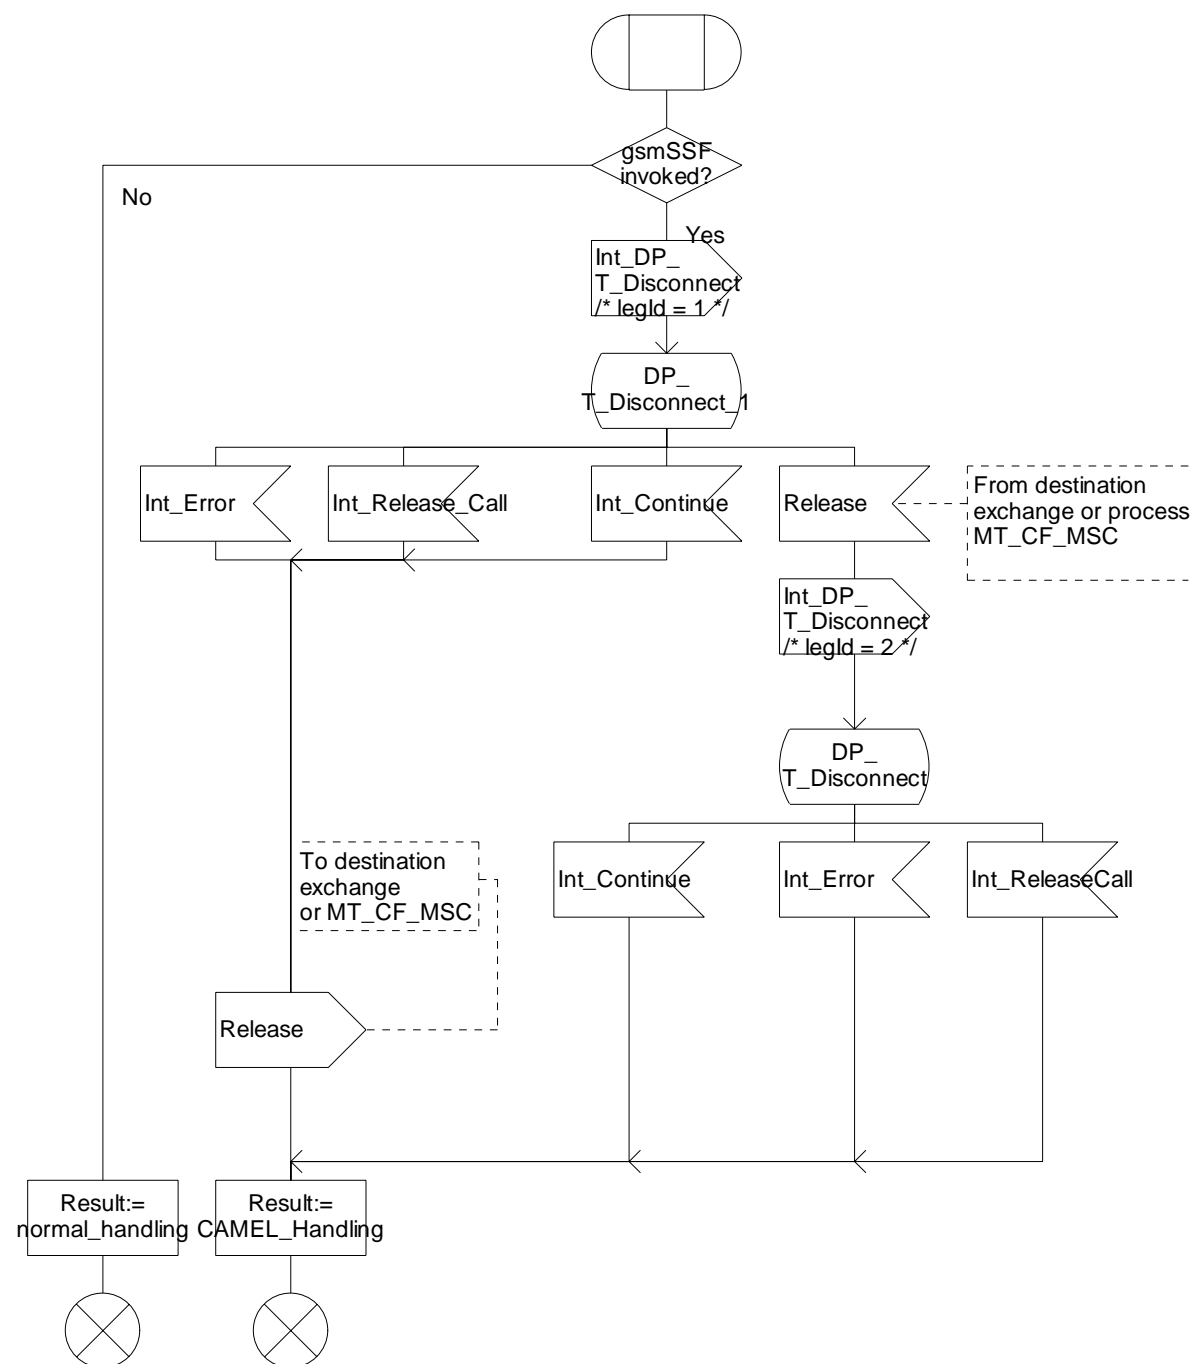 gsmSSF
invoked?
No
Yes
Int_DP_
T_Disconnect
/* legId = 1 */
DP_
T_Disconnect_1
Int_Error
Int_Release_Call
Int_Continue
Release
From destination
exchange or process
MT_CF_MSC
Int_DP_
T_Disconnect
/* legId = 2 */
DP_
T_Disconnect
To destination
exchange
or MT_CF_MSC
Int_Continue
Int_Error
Int_ReleaseCall
Release
Result:=
normal_handling
Result:=
CAMEL_Handling